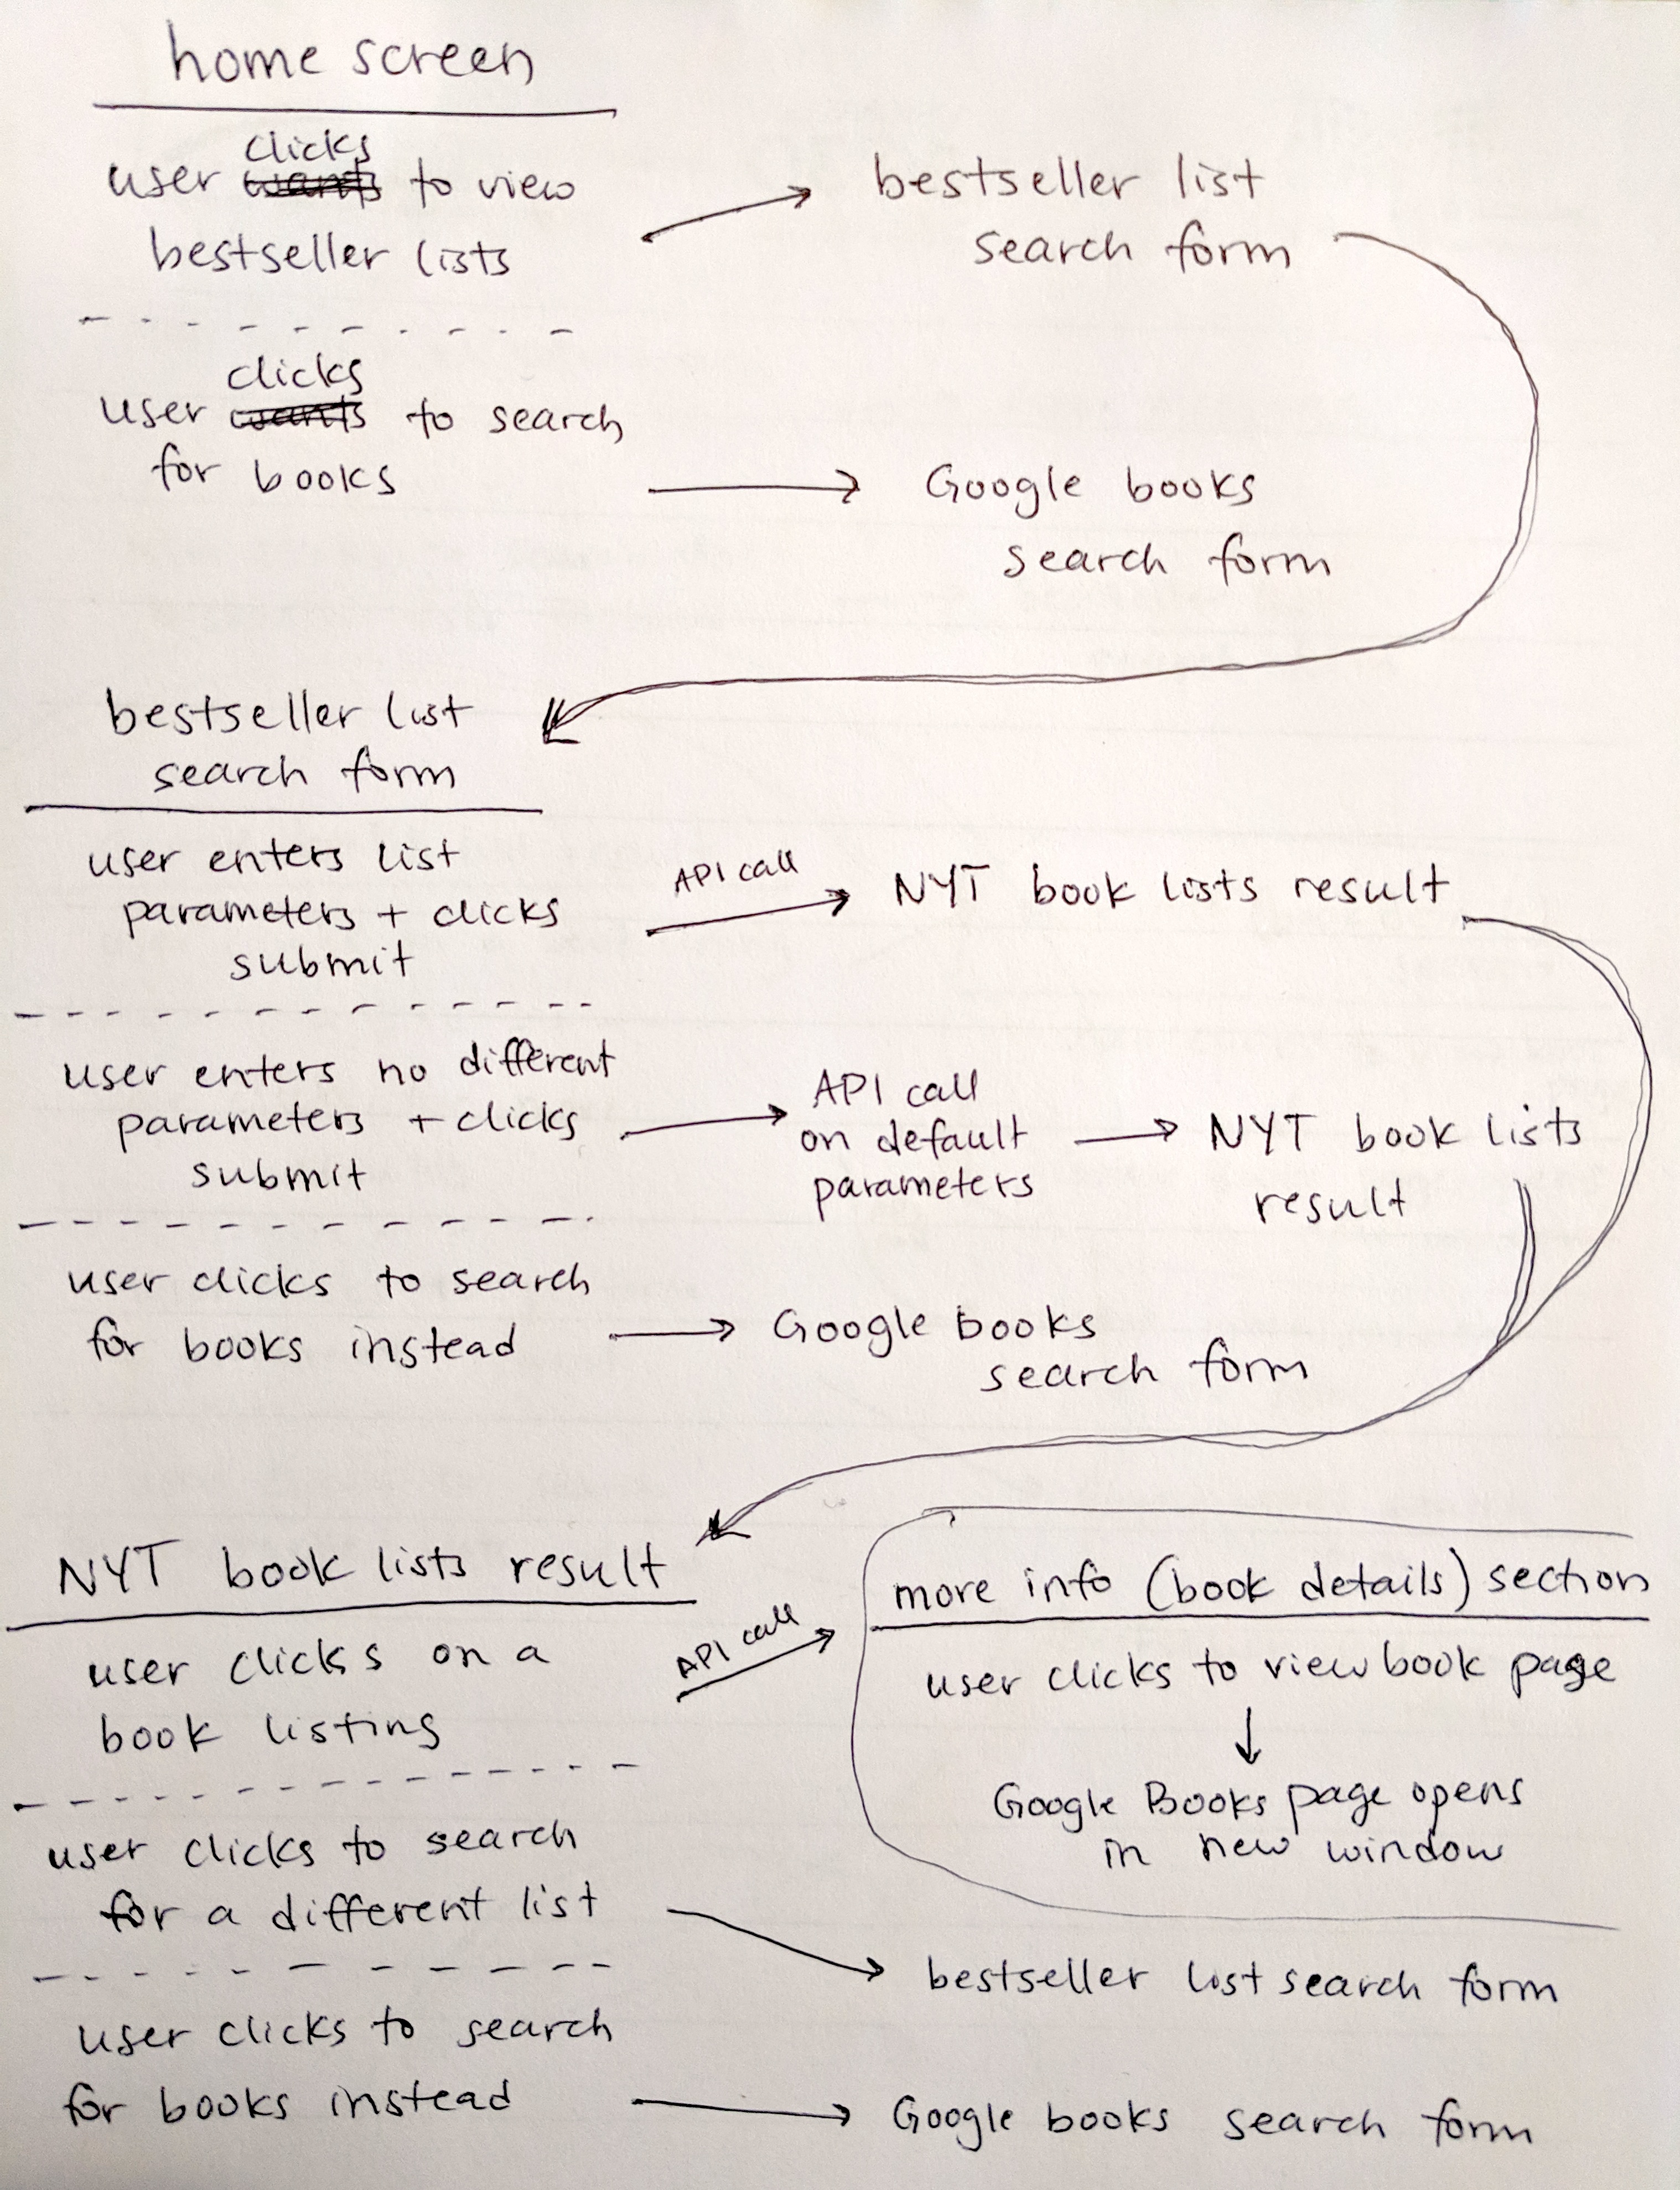 home screen
clicks
user wants to view
bestseller lists
bestseller list
search form
clicks
user wants to search
for books
Google books
search form
bestseller list
search form
user enters list
parameters + clicks
submit
API call
NYT book lists result
user enters no different
parameters + clicks
submit
API call
on default
parameters
NYT book lists
result
user clicks to search
for books instead
Google books
search form
NYT book lists result
user clicks on a
book listing
API call
more info (book details) section
user clicks to view book page
Google Books page opens
in new window
user clicks to search
for a different list
bestseller list search form
user clicks to search
for books instead
Google books search form